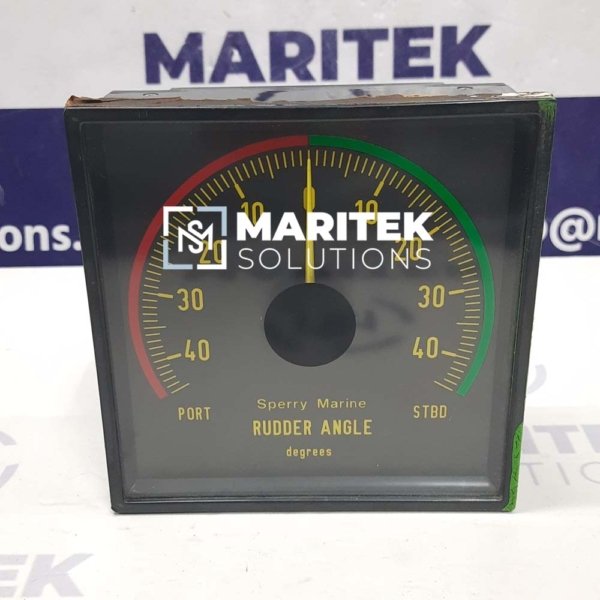 MARITEK
0
10 10
MARITEK
SOLUTIONS
20 20
30 30
40 40
PORT STBD
Sperry Marine
RUDDER ANGLE
degrees